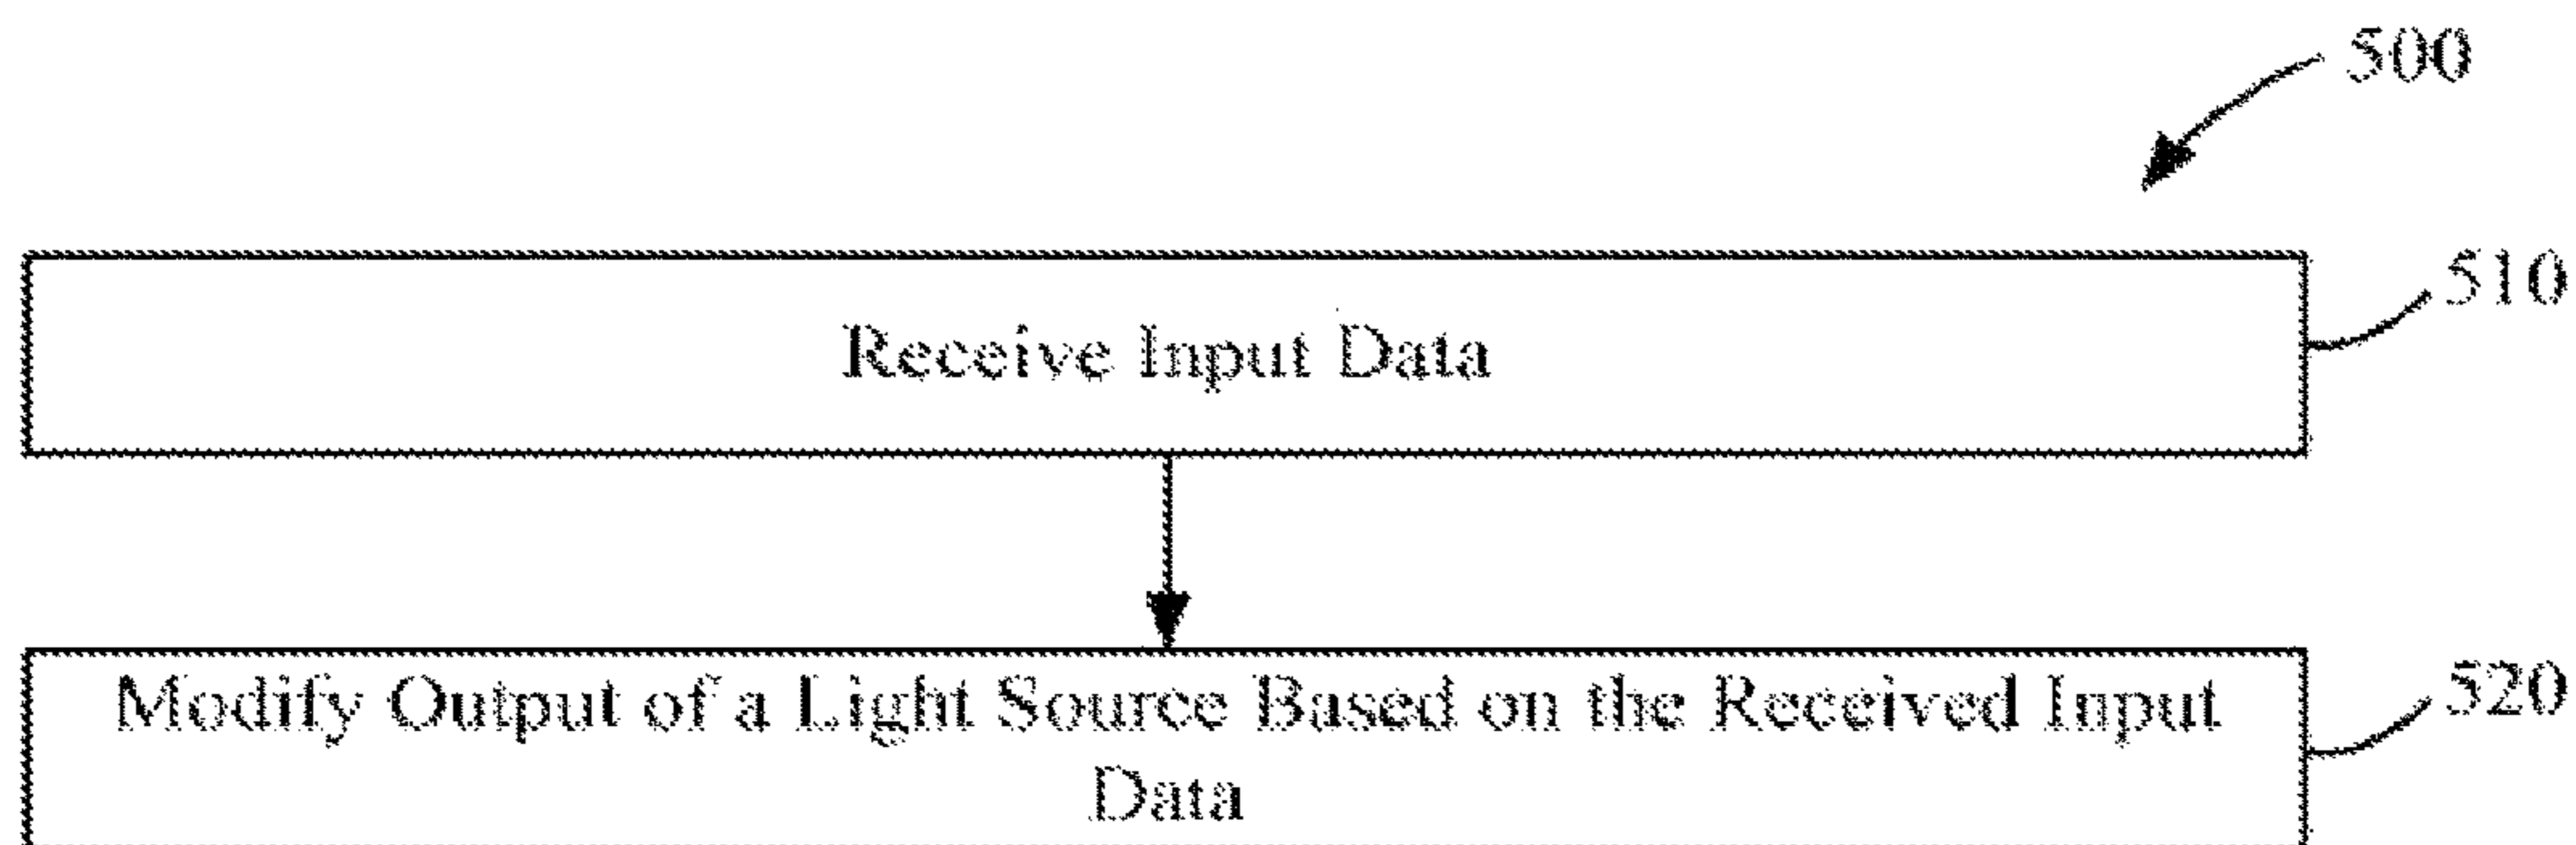 500
510
Receive Input Data
Modify Output of a Light Source Based on the Received Input
Data
520